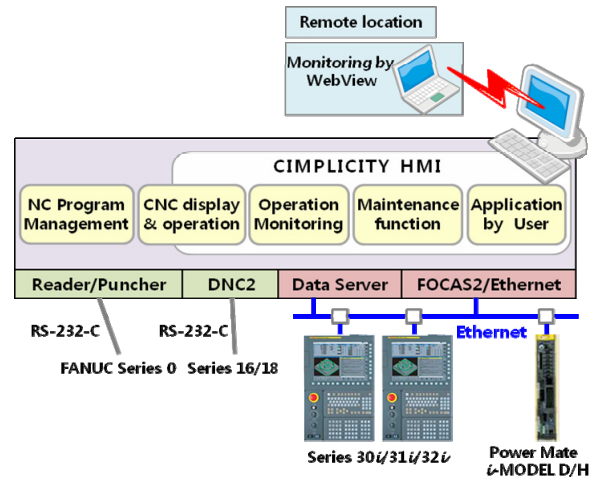 Remote location
Monitoring by
WebView
CIMPLICITY HMI
NC Program
Management
CNC display
& operation
Operation
Monitoring
Maintenance
function
Application
by User
Reader/Puncher
DNC2
Data Server
FOCAS2/Ethernet
RS-232-C
RS-232-C
Ethernet
FANUC Series 0
Series 16/18
Series 30i/31i/32i
Power Mate
i-MODEL D/H